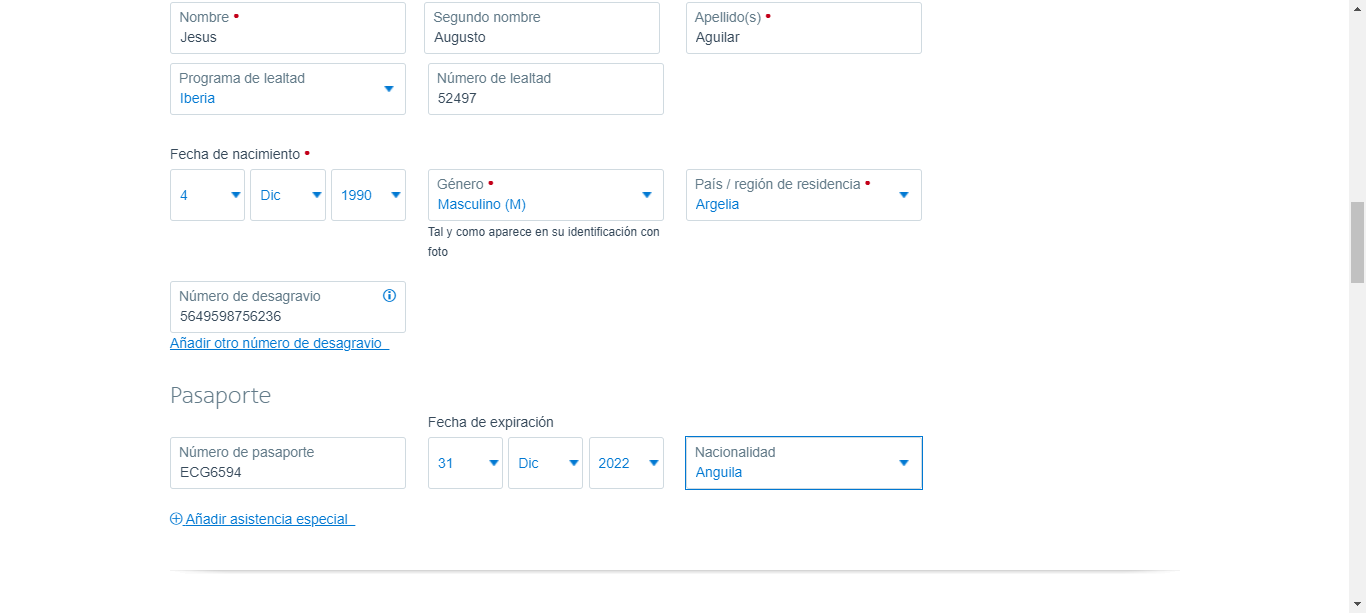 Nombre •
Jesus
Segundo nombre
Augusto
Apellido(s) •
Aguilar
Programa de lealtad
Iberia
Número de lealtad
52497
Fecha de nacimiento •
4
Dic
1990
Género •
Masculino (M)
País / región de residencia •
Argelia
Tal y como aparece en su identificación con
foto
Número de desagravio
5649598756236
Añadir otro número de desagravio
Pasaporte
Fecha de expiración
Número de pasaporte
ECG6594
31
Dic
2022
Nacionalidad
Anguila
Añadir asistencia especial